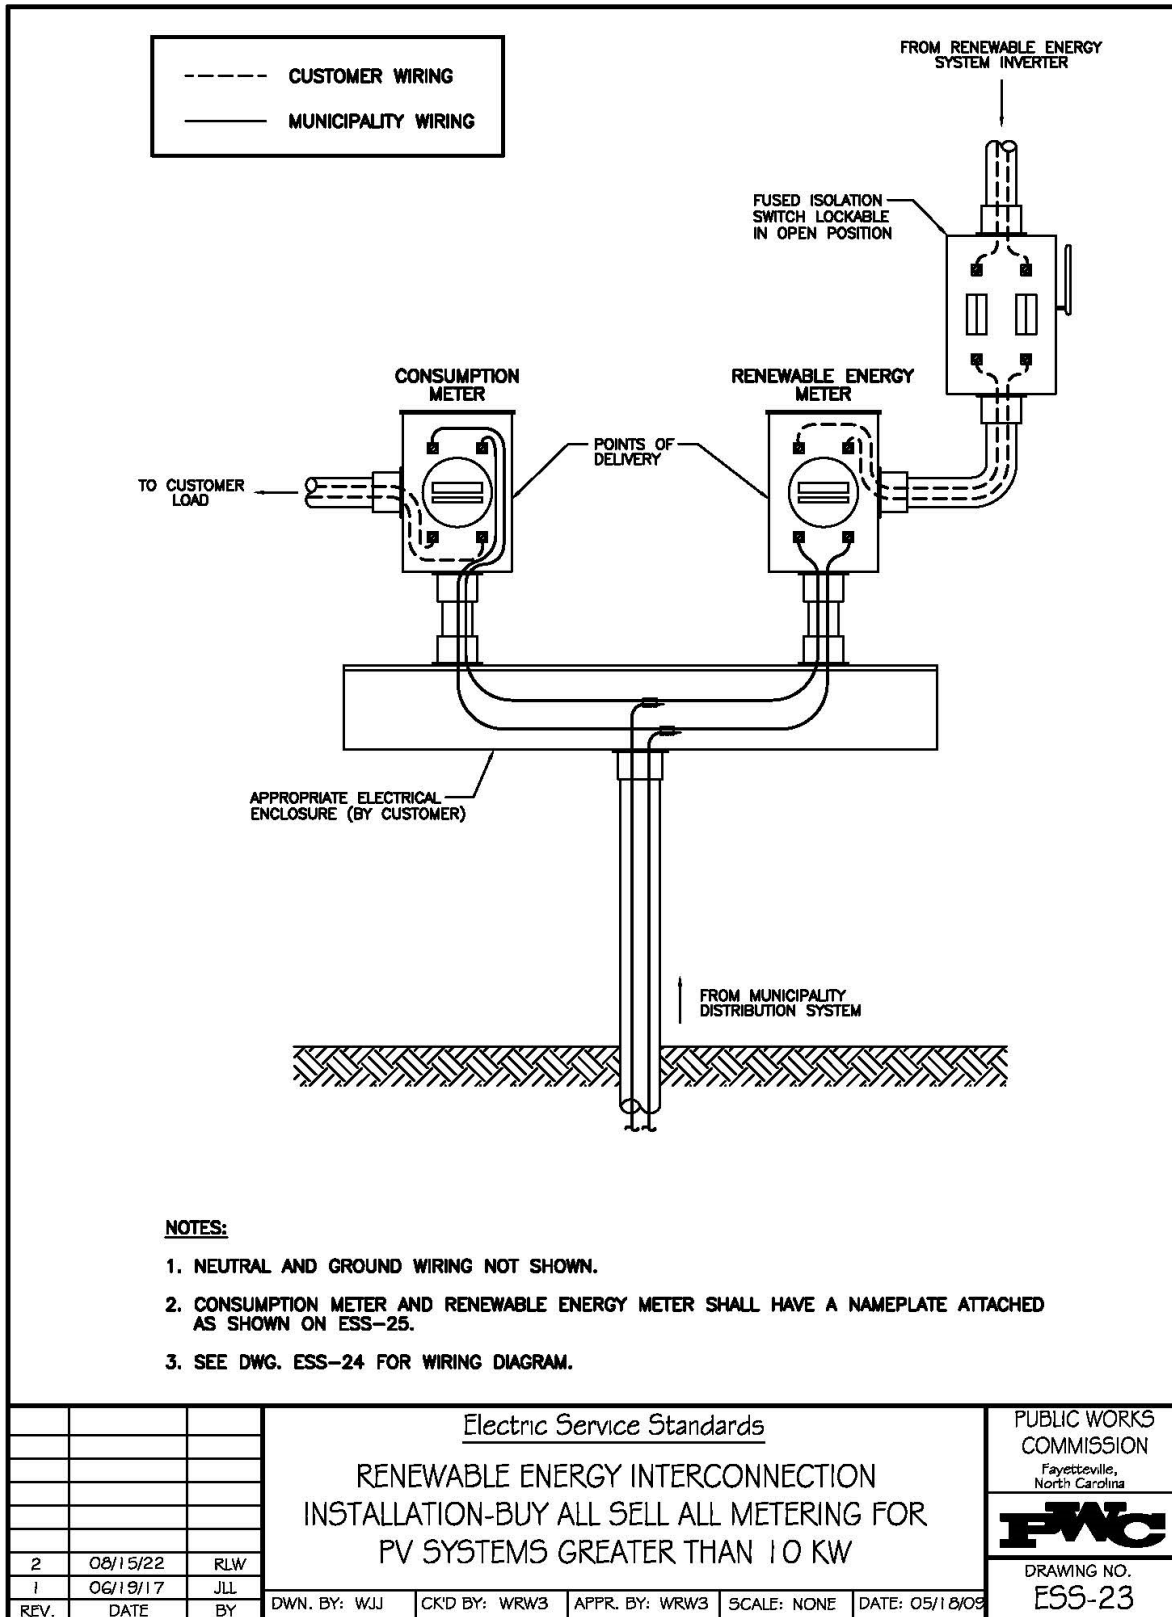 CUSTOMER WIRING
MUNICIPALITY WIRING
FROM RENEWABLE ENERGY
SYSTEM INVERTER
FUSED ISOLATION
SWITCH LOCKABLE
IN OPEN POSITION
CONSUMPTION
METER
RENEWABLE ENERGY
METER
POINTS OF
DELIVERY
TO CUSTOMER
LOAD
APPROPRIATE ELECTRICAL
ENCLOSURE (BY CUSTOMER)
FROM MUNICIPALITY
DISTRIBUTION SYSTEM
NOTES:
1. NEUTRAL AND GROUND WIRING NOT SHOWN.
2. CONSUMPTION METER AND RENEWABLE ENERGY METER SHALL HAVE A NAMEPLATE ATTACHED
AS SHOWN ON ESS-25.
3. SEE DWG. ESS-24 FOR WIRING DIAGRAM.
2 08/15/22 RLW
1 06/19/17 JLL
REV. DATE BY
Electric Service Standards
RENEWABLE ENERGY INTERCONNECTION
INSTALLATION-BUY ALL SELL ALL METERING FOR
PV SYSTEMS GREATER THAN 10 KW
DWN. BY: WJJ CK'D BY: WRW3 APPR. BY: WRW3 SCALE: NONE DATE: 05/18/09
PUBLIC WORKS
COMMISSION
Fayetteville,
North Carolina
PWC
DRAWING NO.
ESS-23